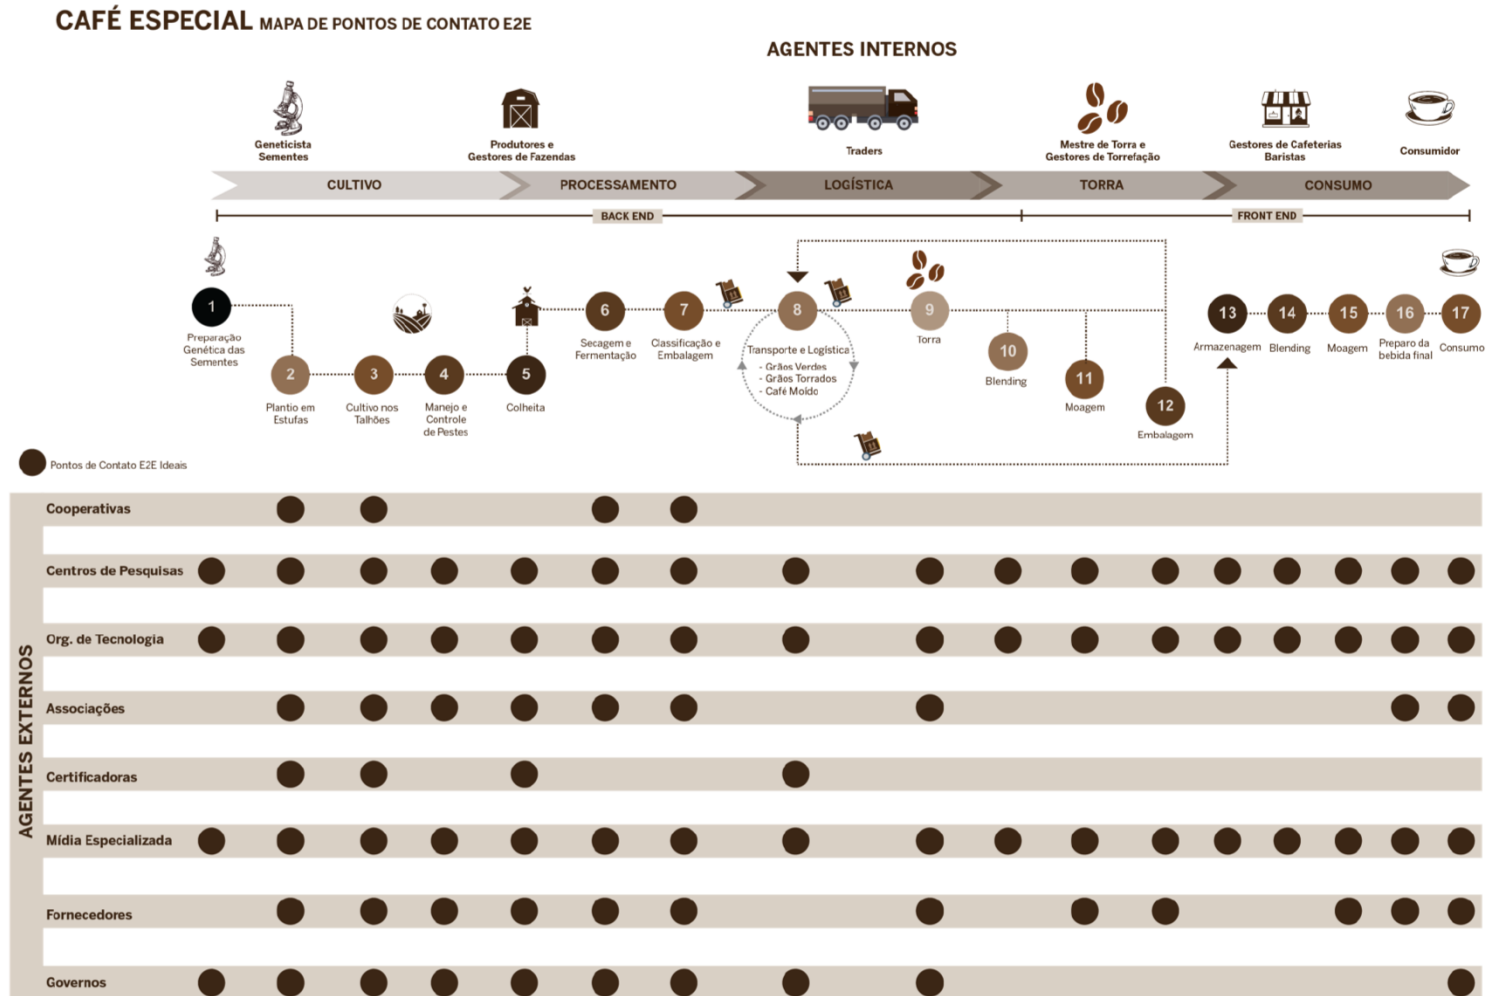 CAFÉ ESPECIAL MAPA DE PONTOS DE CONTATO E2E
AGENTES INTERNOS
Geneticista
Sementes
Produtores e
Gestores de Fazendas
Traders
Mestre de Torra e
Gestores de Torrefação
Gestores de Cafeterias
Baristas
Consumidor
CULTIVO
PROCESSAMENTO
LOGÍSTICA
TORRA
CONSUMO
BACK END
FRONT END
1
Preparação
Genética das
Sementes
2
Plantio em
Estufas
3
Cultivo nos
Talhões
4
Manejo e
Controle
de Pestes
5
Colheita
6
Secagem e
Fermentação
7
Classificação e
Embalagem
8
Transporte e Logística
- Grãos Verdes
- Grãos Torrados
- Café Moído
9
Torra
10
Blending
11
Moagem
12
Embalagem
13
Armazenagem
14
Blending
15
Moagem
16
Preparo da
bebida final
17
Consumo
Pontos de Contato E2E Ideais
AGENTES EXTERNOS
Cooperativas
Centros de Pesquisas
Org. de Tecnologia
Associações
Certificadoras
Mídia Especializada
Fornecedores
Governos